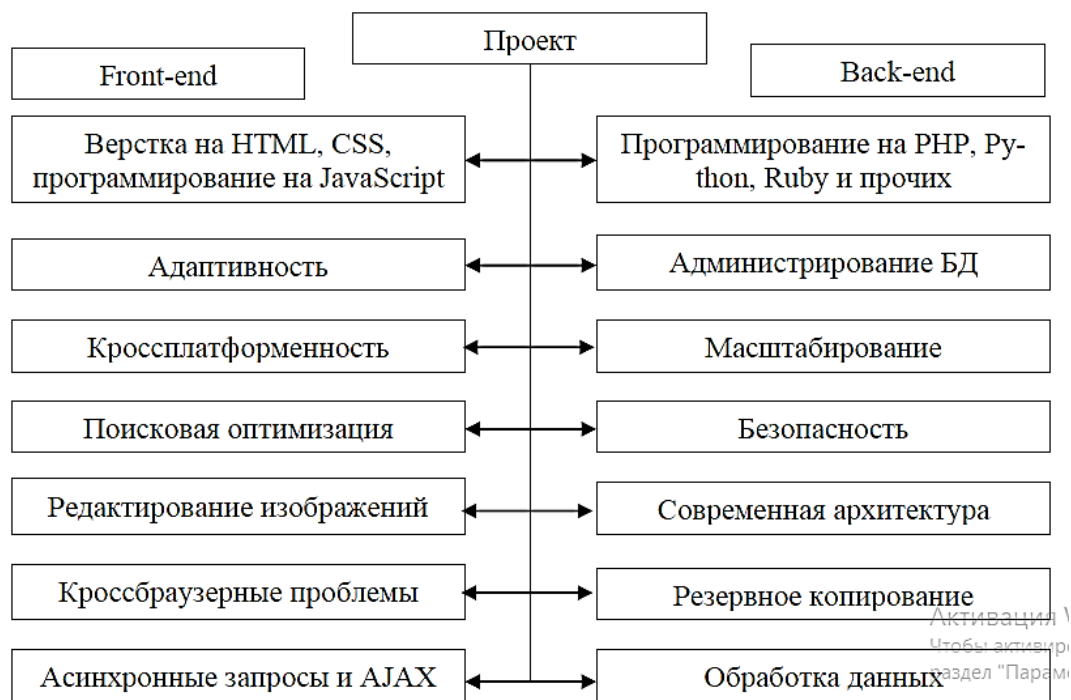 Проект
Front-end
Back-end
Верстка на HTML, CSS,
программирование на JavaScript
Программирование на PHP, Py-
thon, Ruby и прочих
Адаптивность
Администрирование БД
Кроссплатформенность
Масштабирование
Поисковая оптимизация
Безопасность
Редактирование изображений
Современная архитектура
Кроссбраузерные проблемы
Резервное копирование
Активация
Чтобы
раздел
Асинхронные запросы и AJAX
Обработка данных